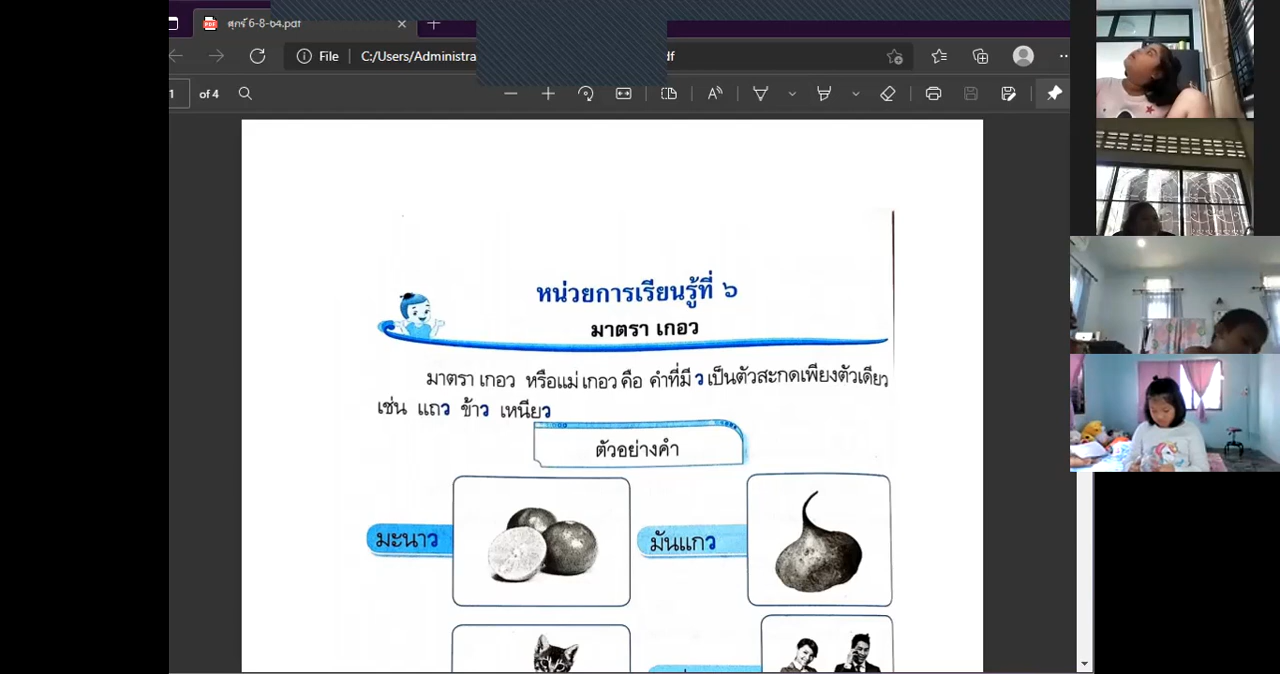 ศุกร์ 6-8-64.pdf
File C:/Users/Administra df
1 of 4
หน่วยการเรียนรู้ที่ ๖
มาตรา เกอว
มาตรา เกอว หรือแม่ เกอว คือ คำที่มี ว เป็นตัวสะกดเพียงตัวเดียว
เช่น แถว ข้าว เหนียว
ตัวอย่างคำ
มะนาว มันแกว